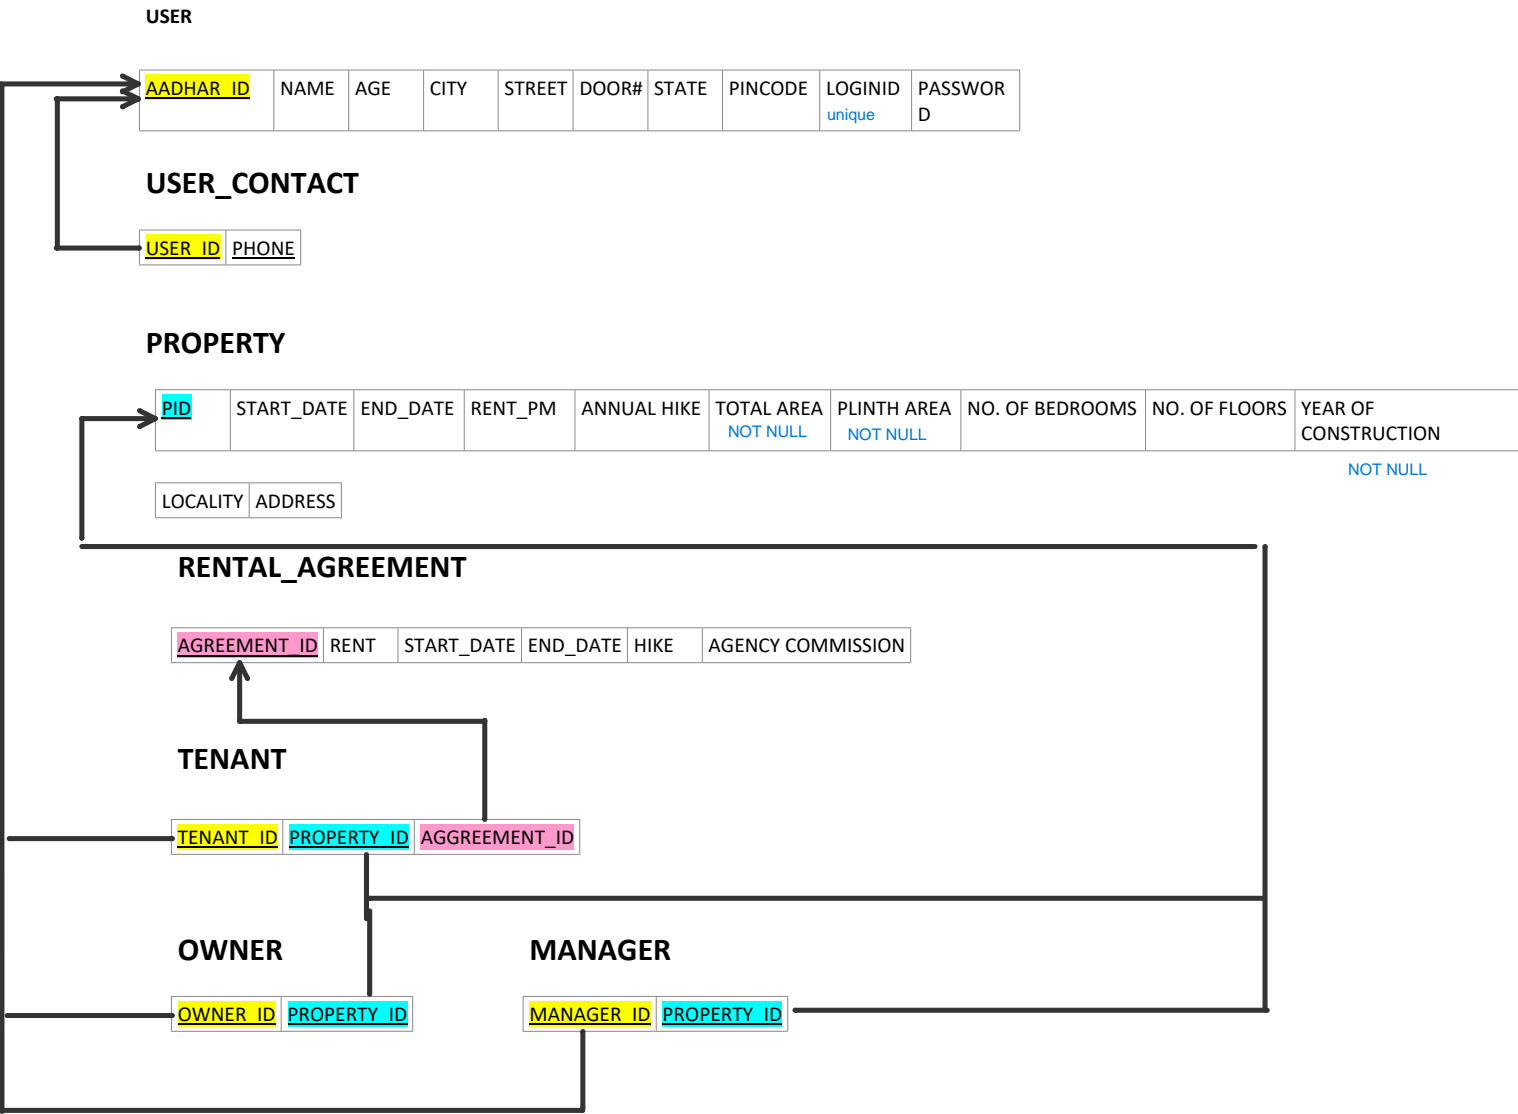 USER
AADHAR_ID NAME AGE CITY STREET DOOR# STATE PINCODE LOGINID PASSWOR
unique D
USER_CONTACT
USER_ID PHONE
PROPERTY
PID START_DATE END_DATE RENT_PM ANNUAL HIKE TOTAL AREA PLINTH AREA NO. OF BEDROOMS NO. OF FLOORS YEAR OF
NOT NULL NOT NULL CONSTRUCTION
NOT NULL
LOCALITY ADDRESS
RENTAL_AGREEMENT
AGREEMENT_ID RENT START_DATE END_DATE HIKE AGENCY COMMISSION
TENANT
TENANT_ID PROPERTY_ID AGGREEMENT_ID
OWNER MANAGER
OWNER_ID PROPERTY_ID MANAGER_ID PROPERTY_ID